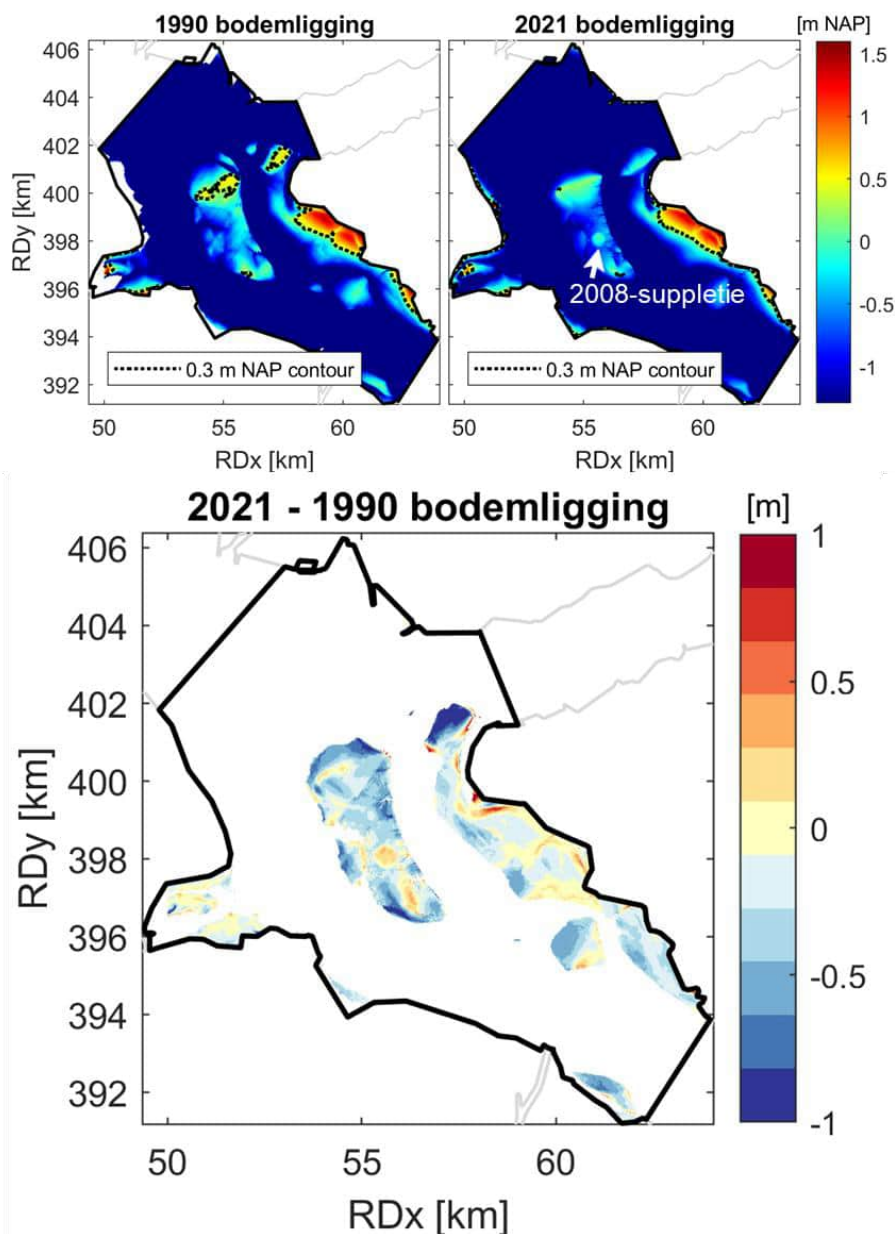 1990 bodemligging
2021 bodemligging
[m NAP]
406
404
402
400
398
396
394
392
RDy [km]
50
55
60
RDx [km]
0.3 m NAP contour
2008-suppletie
50
55
60
RDx [km]
0.3 m NAP contour
1.5
1
0.5
0
-0.5
-1
2021 - 1990 bodemligging
[m]
406
404
402
400
398
396
394
392
RDy [km]
50
55
60
RDx [km]
1
0.5
0
-0.5
-1